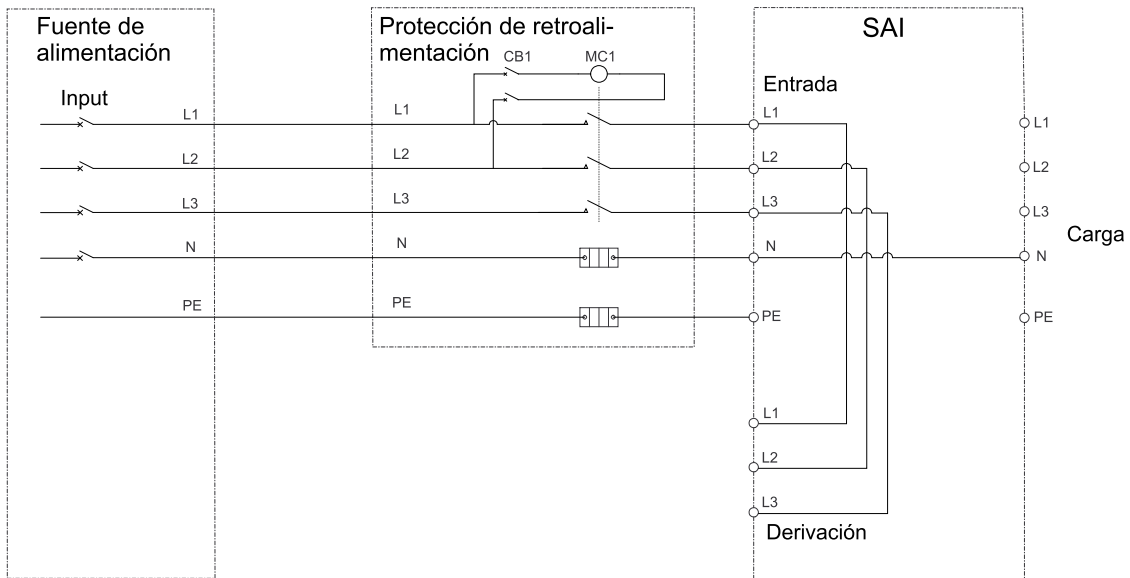 Fuente de
alimentación
Input
L1
L2
L3
N
PE
Protección de retroali-
mentación
CB1
MC1
L1
L2
L3
N
PE
SAI
Entrada
L1
L2
L3
N
PE
L1
L2
L3
Derivación
L1
L2
L3
N
PE
Carga